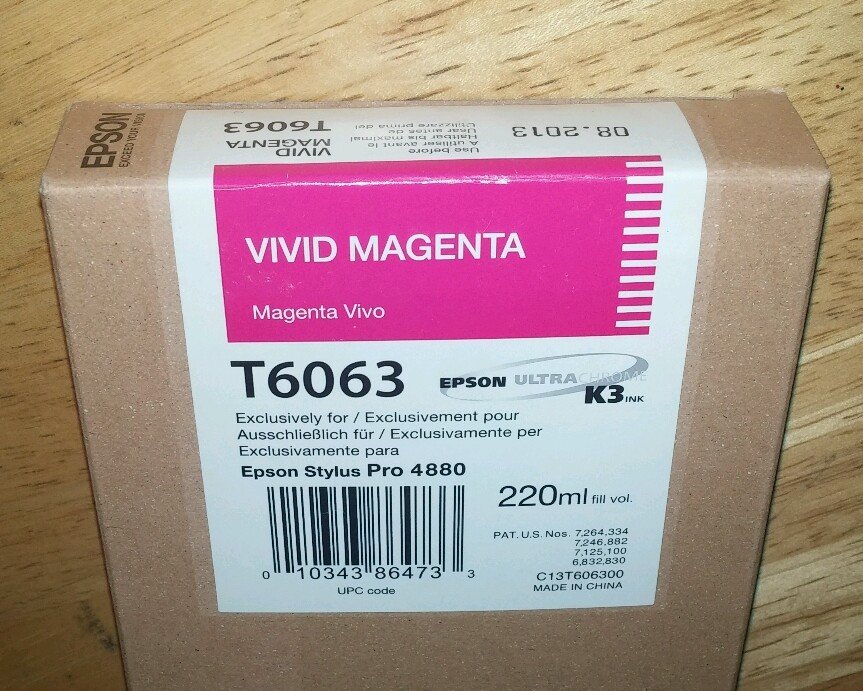 EPSON
EXCEED YOUR VISION
VIVID
MAGENTA
T6063
Use before
A utiliser avant le
Haltbar bis maximal
Usar antes de
Utilizzare prima del
08.2013
VIVID MAGENTA
Magenta Vivo
T6063
EPSON ULTRACHROME
K3 INK
Exclusively for / Exclusivement pour
Ausschließlich für / Exclusivamente per
Exclusivamente para
Epson Stylus Pro 4880
220ml fill vol.
0 10343 86473 3
UPC code
PAT. U.S. Nos. 7,264,334
7,246,882
7,125,100
6,832,830
C13T606300
MADE IN CHINA